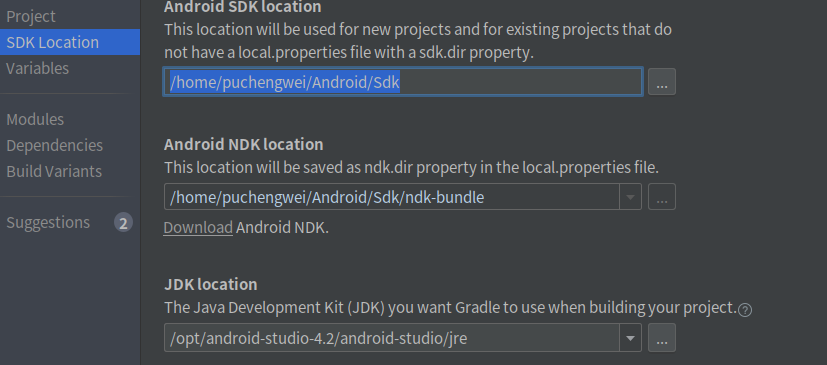 Project
SDK Location
Variables
Modules
Dependencies
Build Variants
Suggestions 2
Android SDK location
This location will be used for new projects and for existing projects that do
not have a local.properties file with a sdk.dir property.
/home/puchengwei/Android/Sdk
...
Android NDK location
This location will be saved as ndk.dir property in the local.properties file.
/home/puchengwei/Android/Sdk/ndk-bundle
...
Download Android NDK.
JDK location
The Java Development Kit (JDK) you want Gradle to use when building your project. ?
/opt/android-studio-4.2/android-studio/jre
...